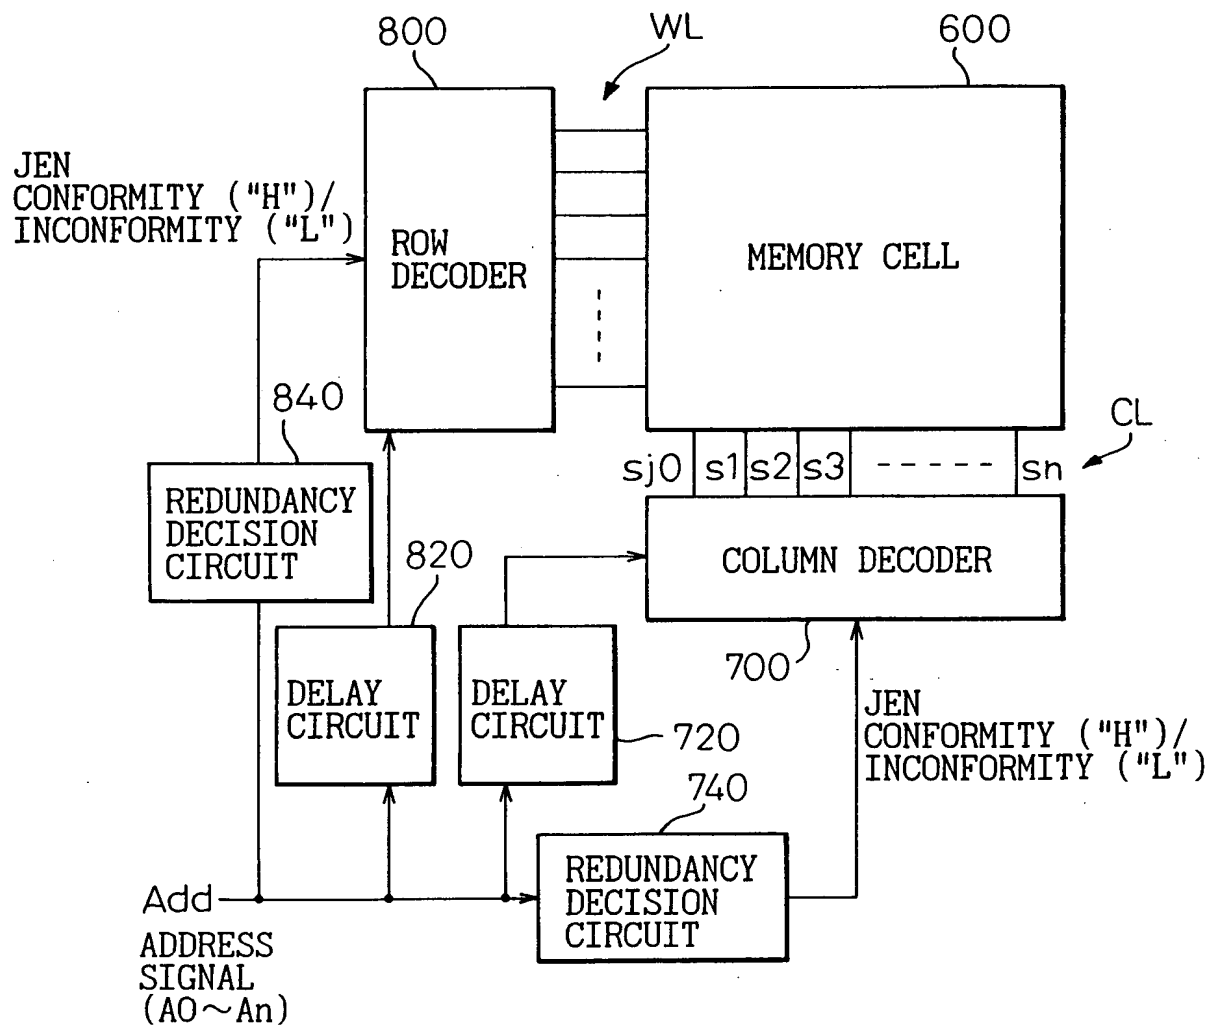 800
WL
600
JEN
CONFORMITY ("H")/
INCONFORMITY ("L")
ROW
DECODER
MEMORY CELL
840
CL
sj0 s1 s2 s3 ----- sn
REDUNDANCY
DECISION
CIRCUIT
820
COLUMN DECODER
700
DELAY
CIRCUIT
DELAY
CIRCUIT
720
JEN
CONFORMITY ("H")/
INCONFORMITY ("L")
740
REDUNDANCY
DECISION
CIRCUIT
Add
ADDRESS
SIGNAL
(A0~An)